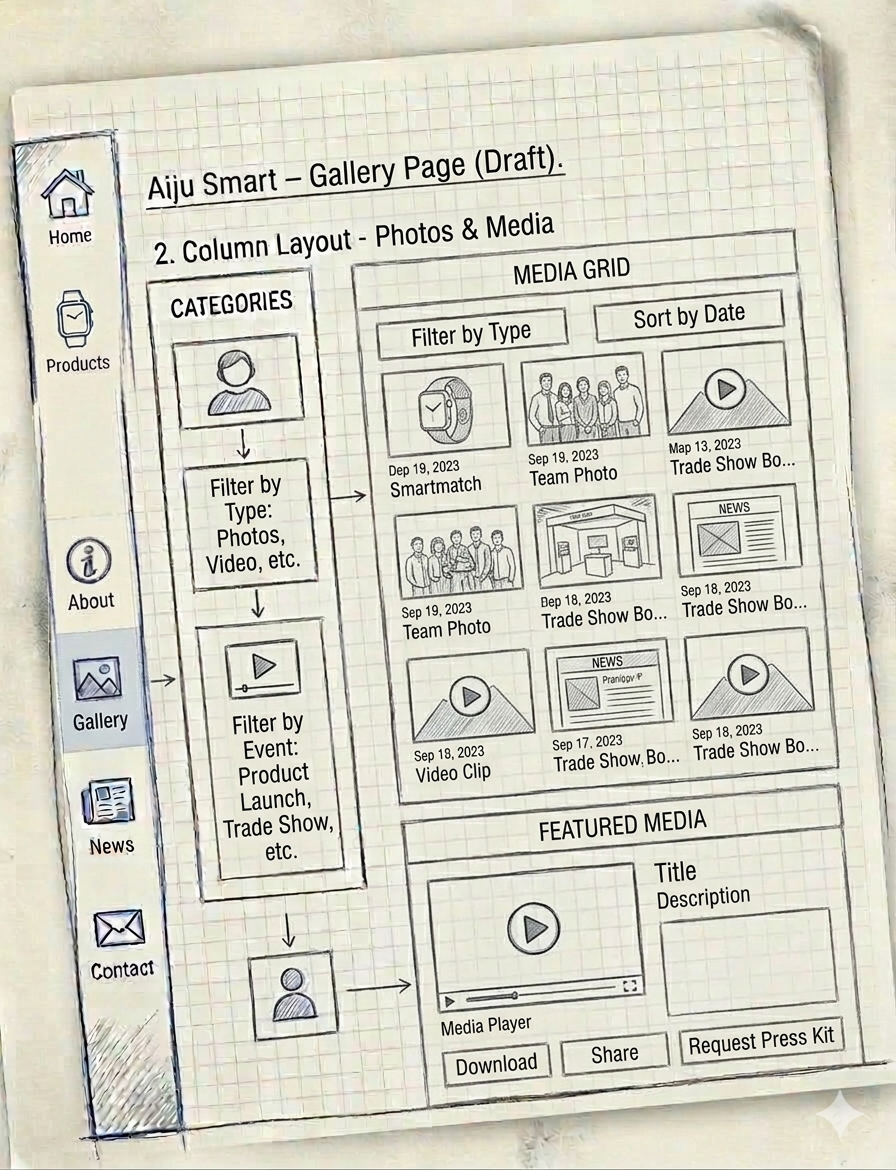 Aiju Smart – Gallery Page (Draft).
2. Column Layout - Photos & Media
Home
Products
About
Gallery
News
Contact
CATEGORIES
Filter by
Type:
Photos,
Video, etc.
Filter by
Event:
Product
Launch,
Trade Show,
etc.
MEDIA GRID
Filter by Type
Sort by Date
Dep 19, 2023
Smartmatch
Sep 19, 2023
Team Photo
Map 13, 2023
Trade Show Bo...
Sep 19, 2023
Team Photo
Bep 18, 2023
Trade Show Bo...
NEWS
Sep 18, 2023
Trade Show Bo...
Sep 18, 2023
Video Clip
NEWS
Sep 17, 2023
Trade Show, Bo...
Sep 18, 2023
Trade Show Bo...
FEATURED MEDIA
Title
Description
Media Player
Download
Share
Request Press Kit